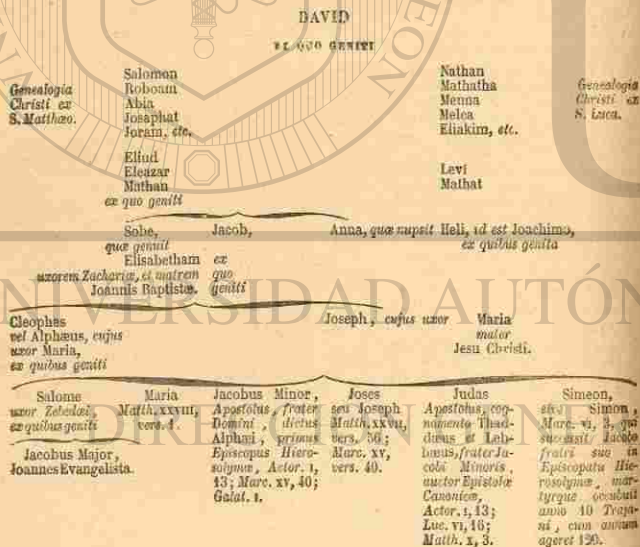 DAVID
EX QUO GENITI
Genealogia
Christi ex
S. Matthæo.
Salomon
Roboam
Abia
Josaphat
Joram, etc.
Eliud
Eleazar
Mathan
ex quo geniti
Nathan
Mathatha
Menna
Melea
Eliakim, etc.
Levi
Mathat
Genealogia
Christi ex
S. Luca.
Sobe,
quæ genuit
Elisabetham
uxorem Zachariæ, et matrem
Joannis Baptistæ.
Jacob,
ex
quo
geniti
Anna, quæ nupsit Heli, id est Joachimo,
ex quibus genita
Cleophas
vel Alphæus, cujus
uxor Maria,
ex quibus geniti
Joseph, cujus uxor
Maria
mater
Jesu Christi.
Salome
uxor Zebedæi,
ex quibus geniti
Jacobus Major,
Joannes Evangelista.
Maria
Matth. XXVIII,
vers. 1.
Jacobus Minor,
Apostolus, frater
Domini, dictus
Alphæi, primus
Episcopus Hiero-
solymæ, Actor. I,
13; Marc. XV, 40;
Galat. I.
Joses
seu Joseph
Matth. XXVII,
vers. 56;
Marc. XV,
vers. 40.
Judas
Apostolus, cog-
nomento Thad-
dæus et Leb-
bæus, frater Ja-
cobi Minoris,
auctor Epistolæ
Canonicæ,
Actor. I, 13;
Luc. VI, 16;
Matth. X, 3.
Simeon,
sive Simon,
Marc. VI, 3, qui
successit Jacobo
fratri suo in
Episcopatu Hie-
rosolymæ, mar-
tyrque occubuit
anno 10 Traja-
ni, cum annum
ageret 120.
UNIVERSIDAD AUTÓN
DIRECCIÓN GENE